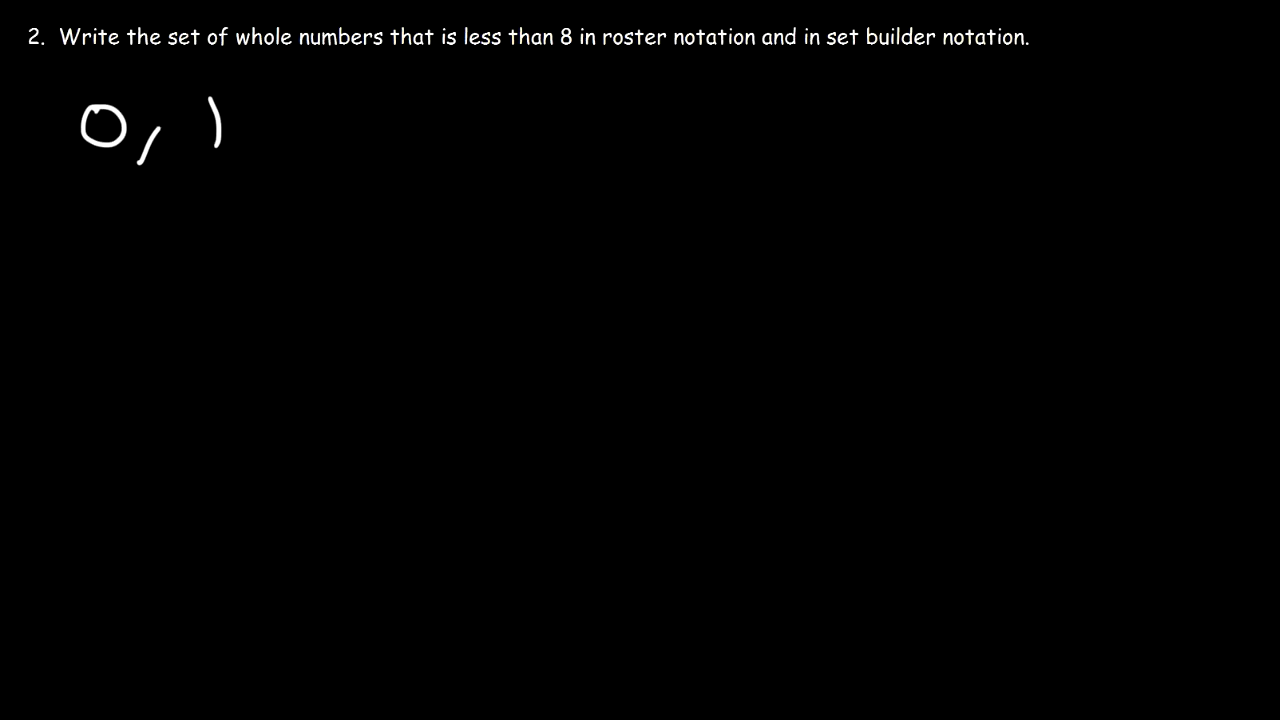 2. Write the set of whole numbers that is less than 8 in roster notation and in set builder notation.
0, 1